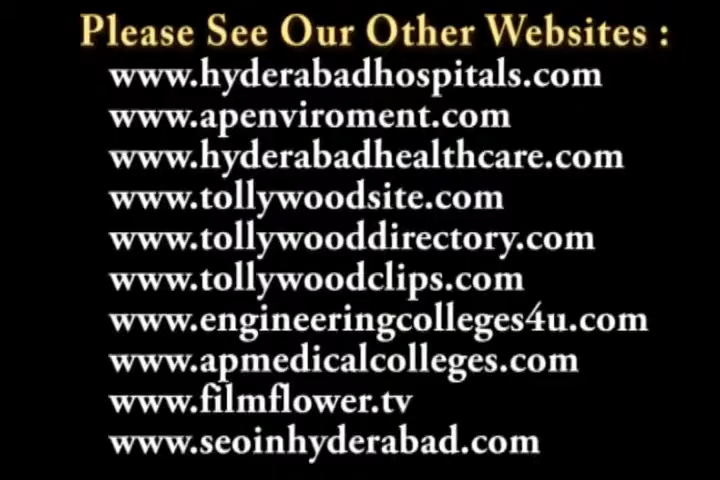 Please See Our Other Websites :
www.hyderabadhospitals.com
www.apenviroment.com
www.hyderabadhealthcare.com
www.tollywoodsite.com
www.tollywooddirectory.com
www.tollywoodclips.com
www.engineeringcolleges4u.com
www.apmedicalcolleges.com
www.filmflower.tv
www.seoinhyderabad.com